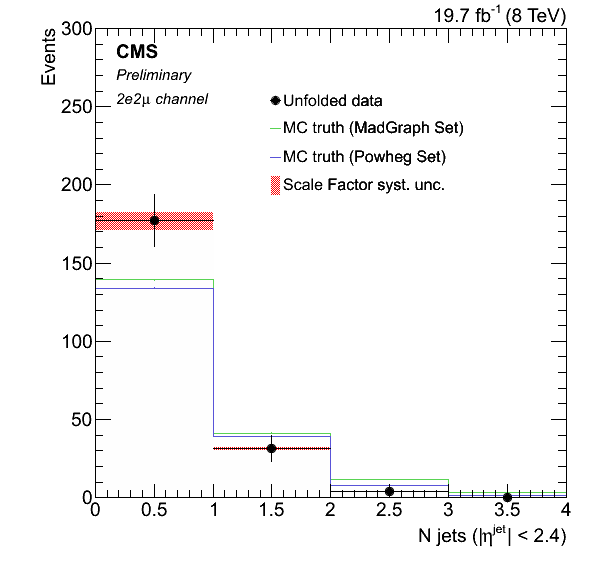 19.7 fb⁻¹ (8 TeV)
Events
CMS
Preliminary
2e2μ channel
Unfolded data
MC truth (MadGraph Set)
MC truth (Powheg Set)
Scale Factor syst. unc.
300
250
200
150
100
50
0
0 0.5 1 1.5 2 2.5 3 3.5 4
N jets (|η^jet| < 2.4)